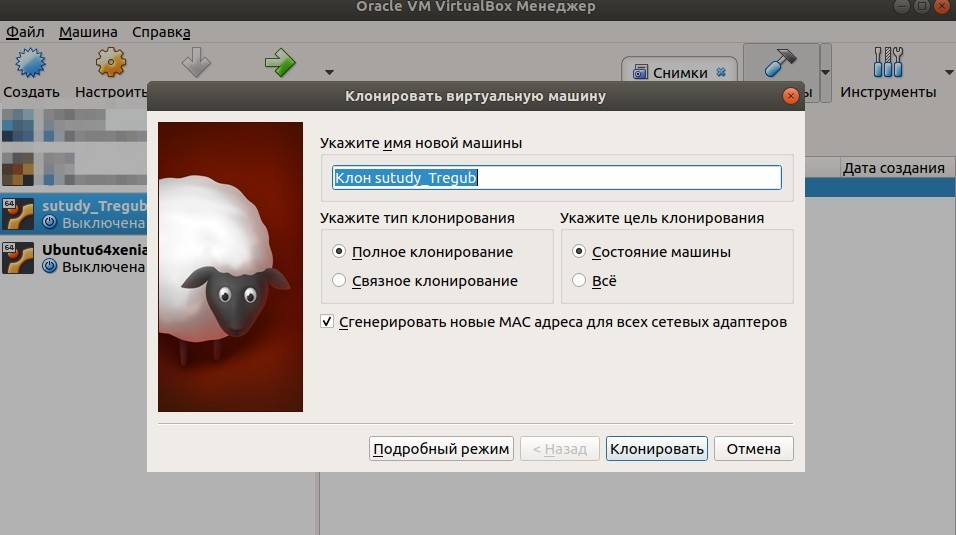 Oracle VM VirtualBox Менеджер
Файл Машина Справка
Создать Настроить Снимки Инструменты
Клонировать виртуальную машину
Укажите имя новой машины
Клон sutudy_Tregub
Дата создания
Укажите тип клонирования Укажите цель клонирования
64 sutudy_Tregub
Выключена
Полное клонирование Состояние машины
64 Ubuntu64xenia
Выключена
Связное клонирование Всё
Сгенерировать новые MAC адреса для всех сетевых адаптеров
Подробный режим < Назад Клонировать Отмена